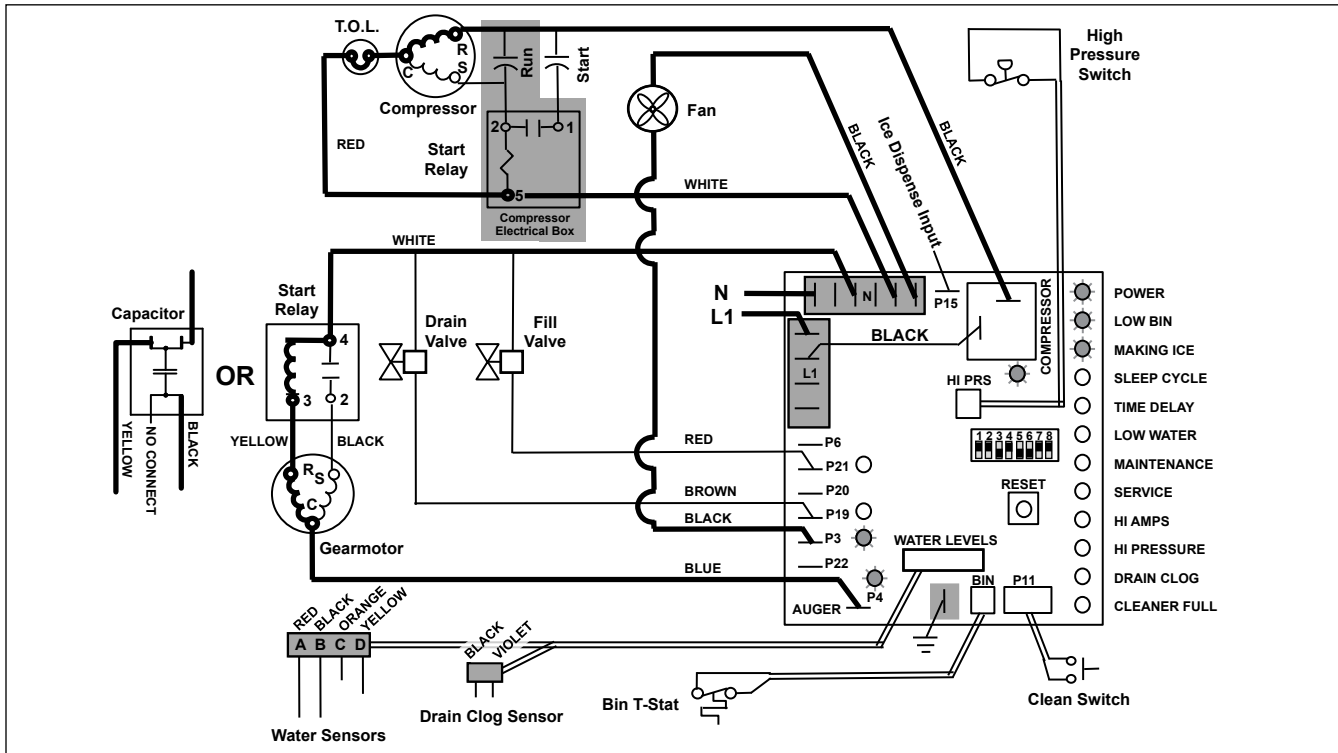 T.O.L.
R
S
C
Compressor
Run
Start
High
Pressure
Switch
Fan
2
1
RED
Start
Relay
5
Compressor
Electrical Box
WHITE
BLACK
Ice Dispense Input
BLACK
WHITE
Capacitor
YELLOW
NO CONNECT
BLACK
OR
Start
Relay
4
3
2
YELLOW
BLACK
R
S
C
Gearmotor
Drain
Valve
Fill
Valve
N
L1
N
P15
L1
BLACK
COMPRESSOR
HI PRS
POWER
LOW BIN
MAKING ICE
SLEEP CYCLE
TIME DELAY
LOW WATER
MAINTENANCE
SERVICE
HI AMPS
HI PRESSURE
DRAIN CLOG
CLEANER FULL
1 2 3 4 5 6 7 8
RESET
RED
P6
P21
P20
BROWN
P19
BLACK
P3
P22
BLUE
P4
AUGER
WATER LEVELS
BIN
P11
RED
BLACK
ORANGE
YELLOW
A B C D
Water Sensors
BLACK
VIOLET
Drain Clog Sensor
Bin T-Stat
Clean Switch